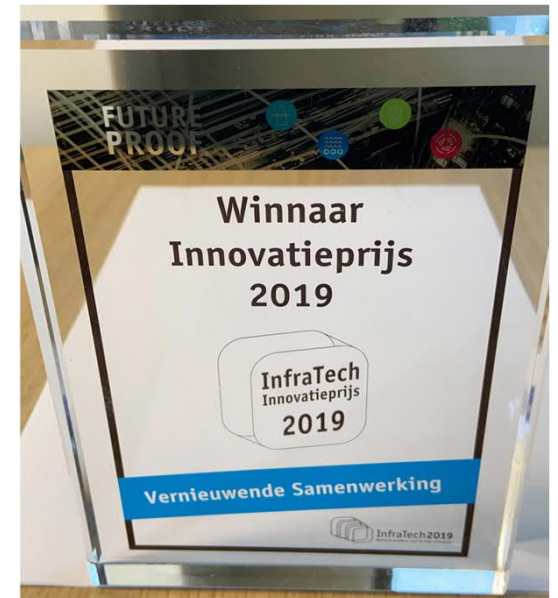 FUTURE
PROOF
Winnaar
Innovatieprijs
2019
InfraTech
Innovatieprijs
2019
Vernieuwende Samenwerking
InfraTech2019